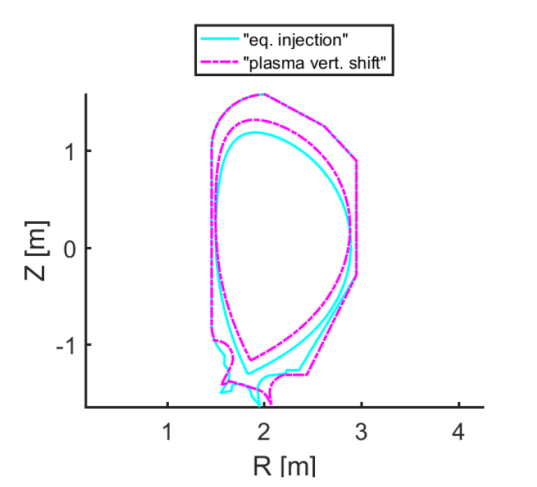 "eq. injection"
"plasma vert. shift"
1
0
-1
Z [m]
1 2 3 4
R [m]